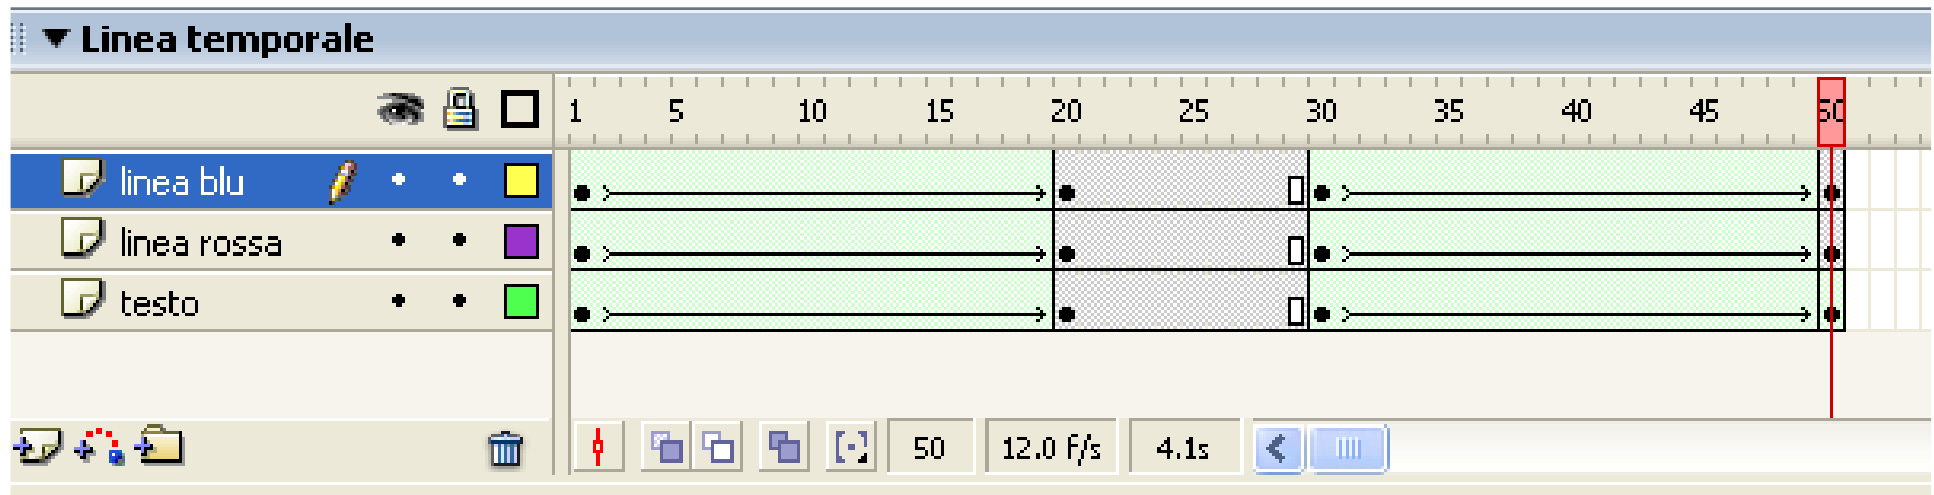 Linea temporale
1 5 10 15 20 25 30 35 40 45 50
linea blu
linea rossa
testo
50 12.0 f/s 4.1s